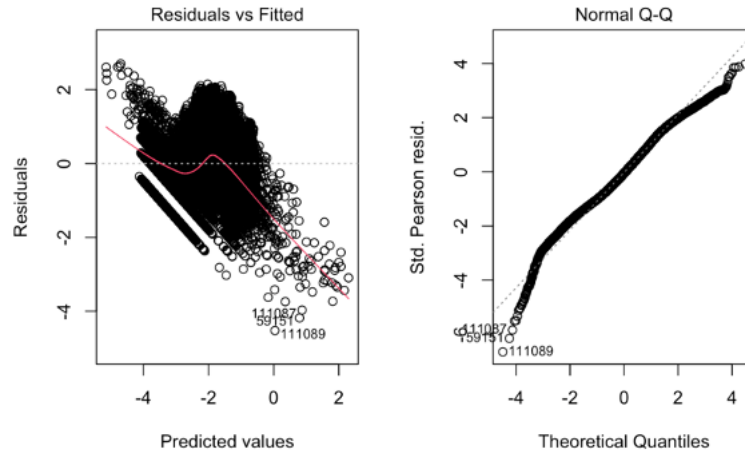 Residuals vs Fitted
Residuals
2
0
-2
-4
111087
59151
111089
-4 -2 0 2
Predicted values
Normal Q-Q
Std. Pearson resid.
4
2
0
-2
-4
111087
59151
111089
-4 -2 0 2 4
Theoretical Quantiles